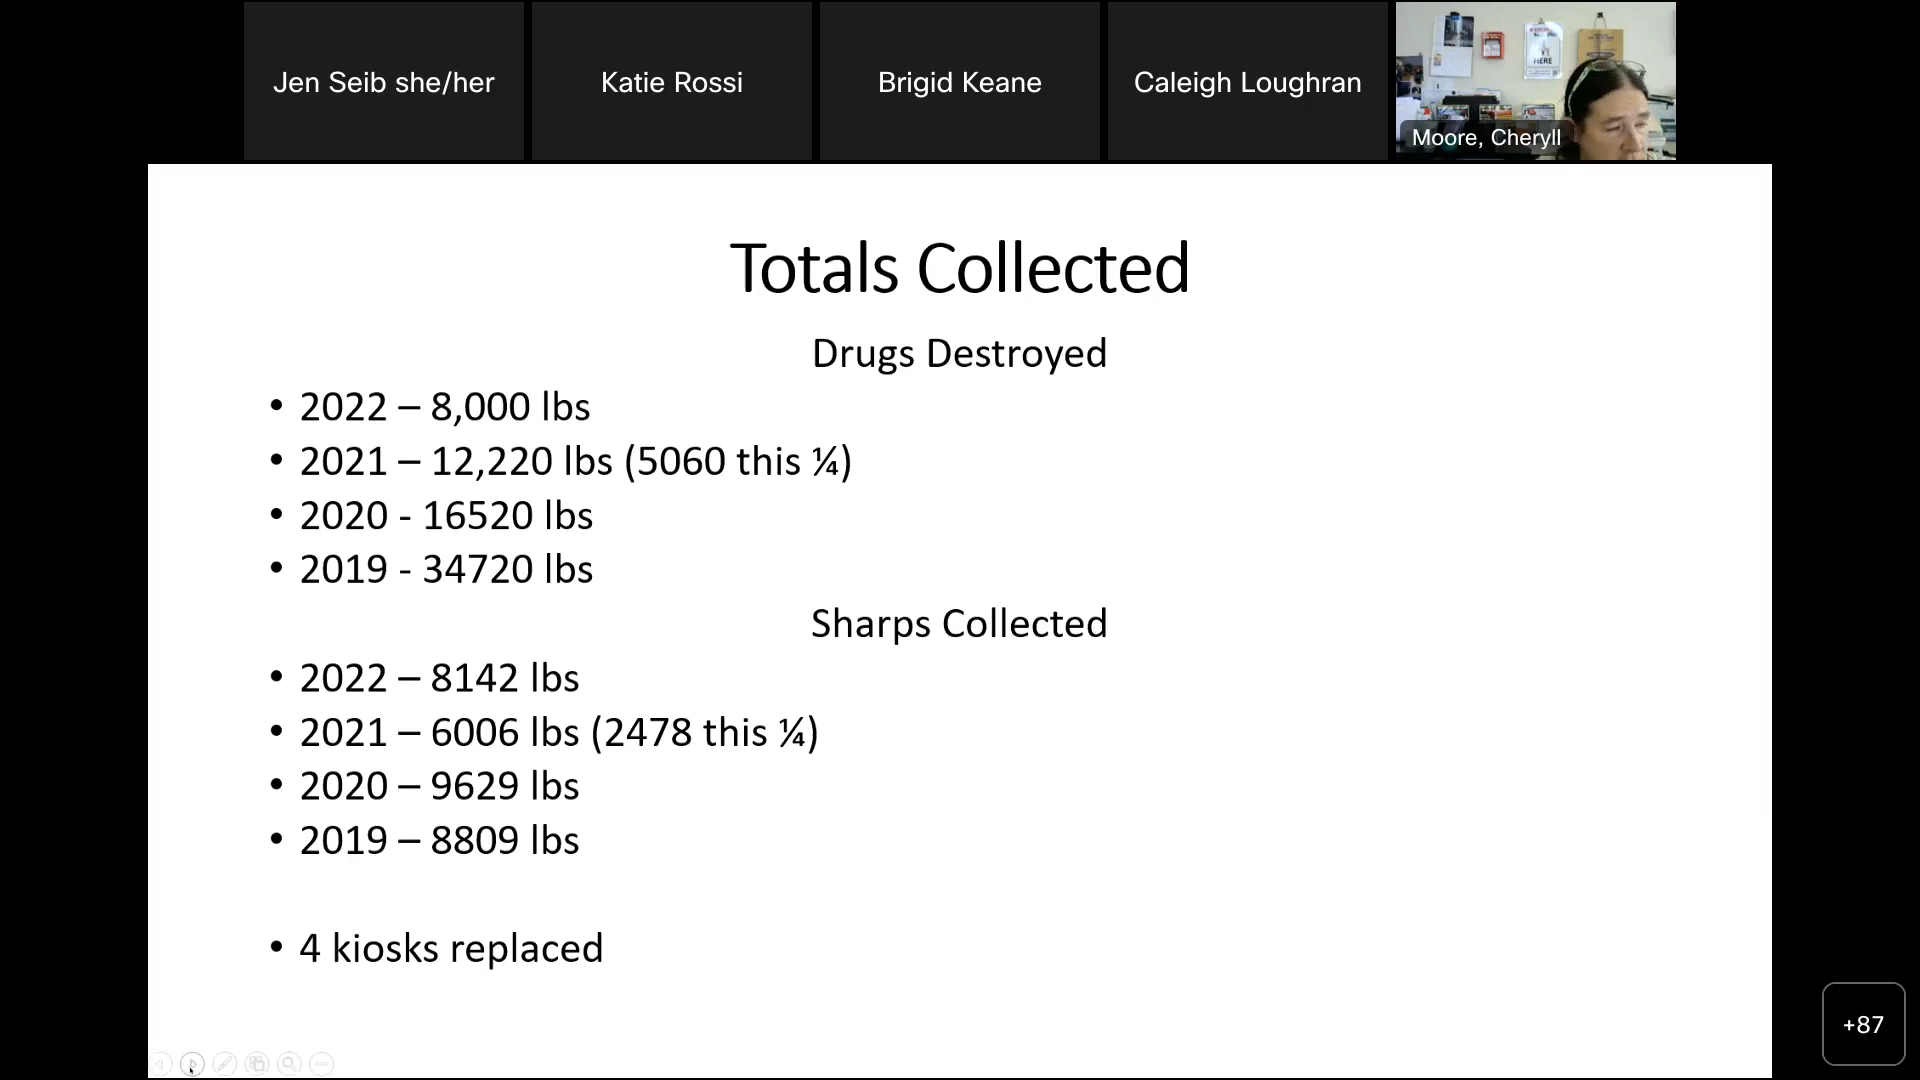 Jen Seib she/her
Katie Rossi
Brigid Keane
Caleigh Loughran
HERE
Moore, Cheryll
Totals Collected
Drugs Destroyed
• 2022 – 8,000 lbs
• 2021 – 12,220 lbs (5060 this ¼)
• 2020 - 16520 lbs
• 2019 - 34720 lbs
Sharps Collected
• 2022 – 8142 lbs
• 2021 – 6006 lbs (2478 this ¼)
• 2020 – 9629 lbs
• 2019 – 8809 lbs
• 4 kiosks replaced
+87